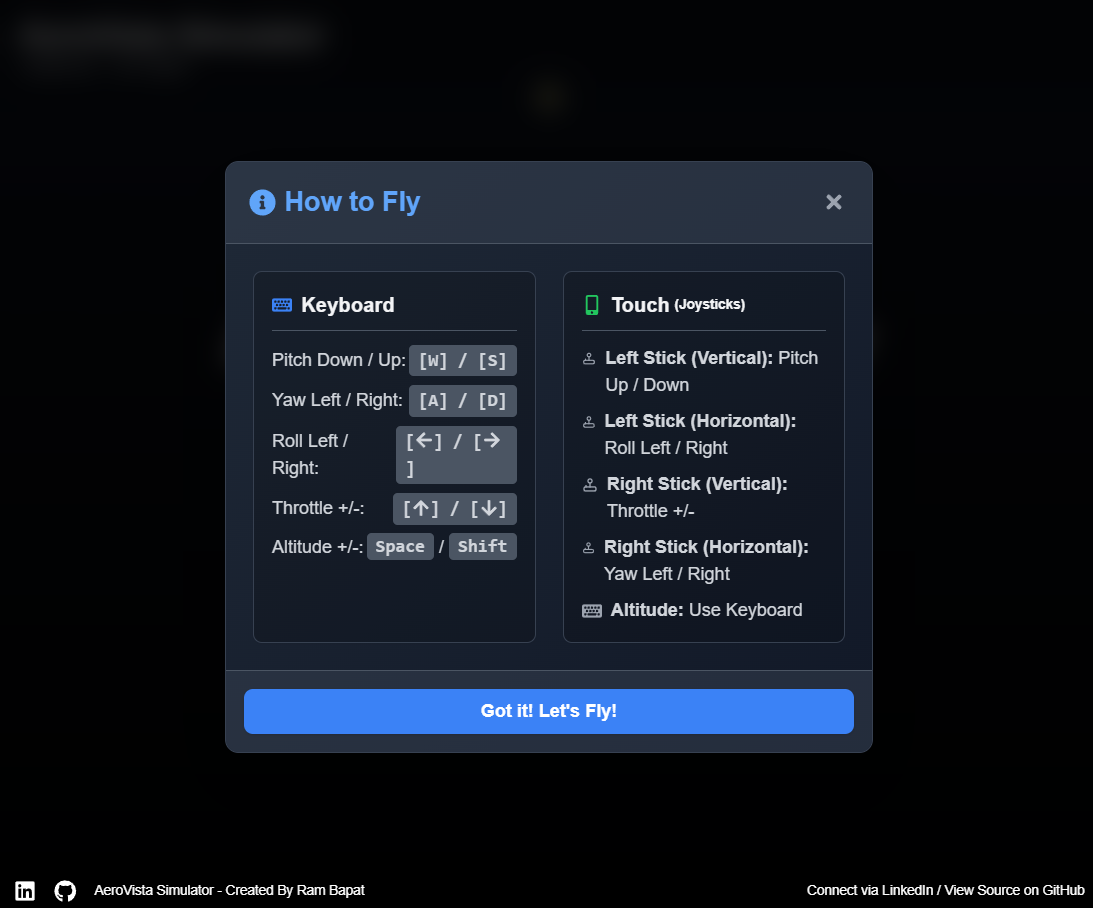 How to Fly
Keyboard
Pitch Down / Up: [W] / [S]
Yaw Left / Right: [A] / [D]
Roll Left / Right: [←] / [→]
Throttle +/-: [↑] / [↓]
Altitude +/-: Space / Shift
Touch (Joysticks)
Left Stick (Vertical): Pitch
Up / Down
Left Stick (Horizontal):
Roll Left / Right
Right Stick (Vertical):
Throttle +/-
Right Stick (Horizontal):
Yaw Left / Right
Altitude: Use Keyboard
Got it! Let's Fly!
AeroVista Simulator - Created By Ram Bapat
Connect via LinkedIn / View Source on GitHub